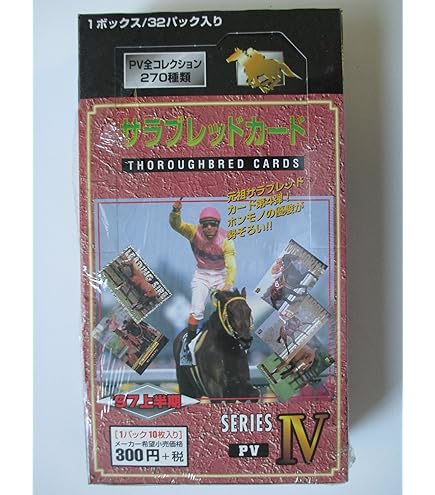 1ボックス/32パック入り
PV全コレクション
270種類
サラブレッドカード
THOROUGHBRED CARDS
元祖サラブレッド
カード第4弾!
ホンモノの優駿が
勢ぞろい!!
LEADING SIRE
'97上半期
SERIES
PV
IV
[1パック10枚入り]
メーカー希望小売価格
300円+税